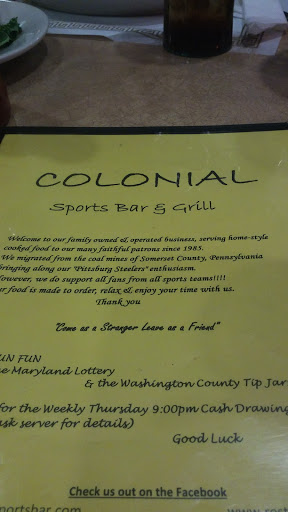 COLONIAL
Sports Bar & Grill
Welcome to our family owned & operated business, serving home-style
cooked food to our many faithful patrons since 1985.
We migrated from the coal mines of Somerset County, Pennsylvania
bringing along our "Pittsburg Steelers" enthusiasm.
However, we do support all fans from all sports teams!!!!
ur food is made to order, relax & enjoy your time with us.
Thank you
"Come as a Stranger Leave as a Friend"
UN FUN
he Maryland Lottery
& the Washington County Tip Jar
for the Weekly Thursday 9:00pm Cash Drawing
ask server for details)
Good Luck
Check us out on the Facebook
portsbar.com